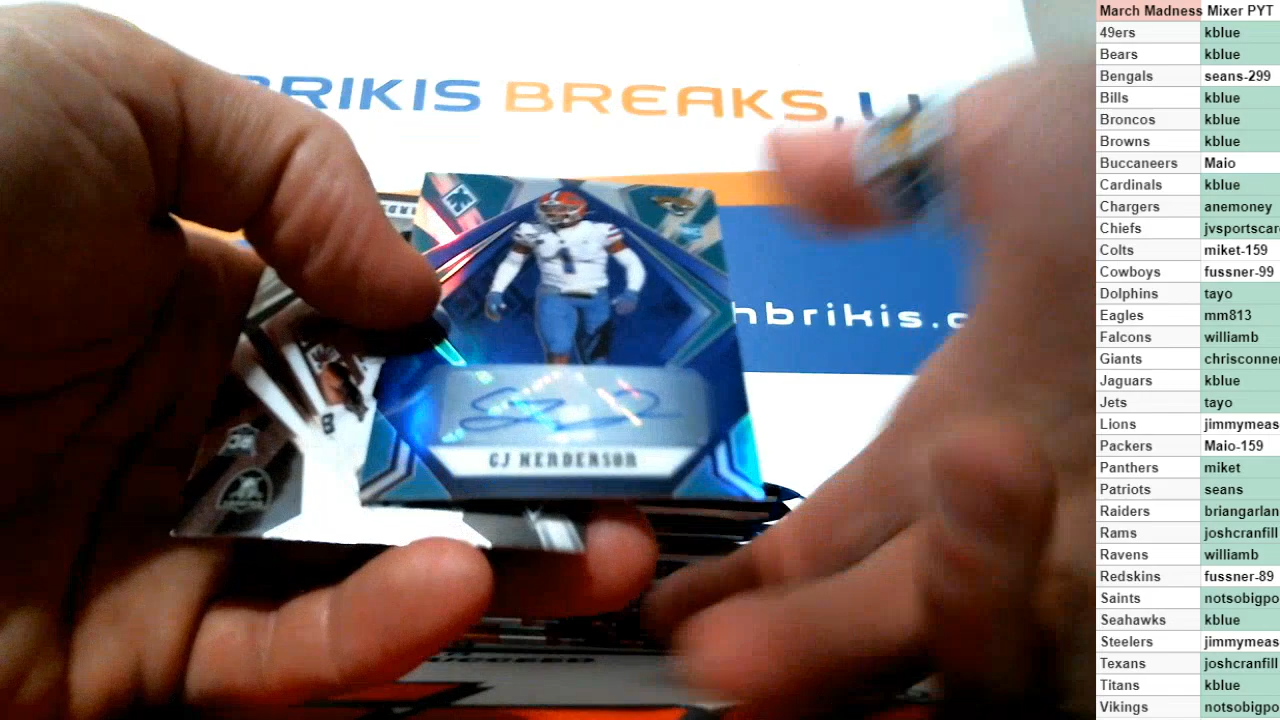 BRIKIS BREAKS.
hbrikis.c
1
CJ HENDERSON
RC
March Madness Mixer PYT
49ers kblue
Bears kblue
Bengals seans-299
Bills kblue
Broncos kblue
Browns kblue
Buccaneers Maio
Cardinals kblue
Chargers anemoney
Chiefs jvsportscar
Colts miket-159
Cowboys fussner-99
Dolphins tayo
Eagles mm813
Falcons williamb
Giants chrisconne
Jaguars kblue
Jets tayo
Lions jimmymeas
Packers Maio-159
Panthers miket
Patriots seans
Raiders briangarlan
Rams joshcranfill
Ravens williamb
Redskins fussner-89
Saints notsobigpo
Seahawks kblue
Steelers jimmymeas
Texans joshcranfill
Titans kblue
Vikings notsobigpo